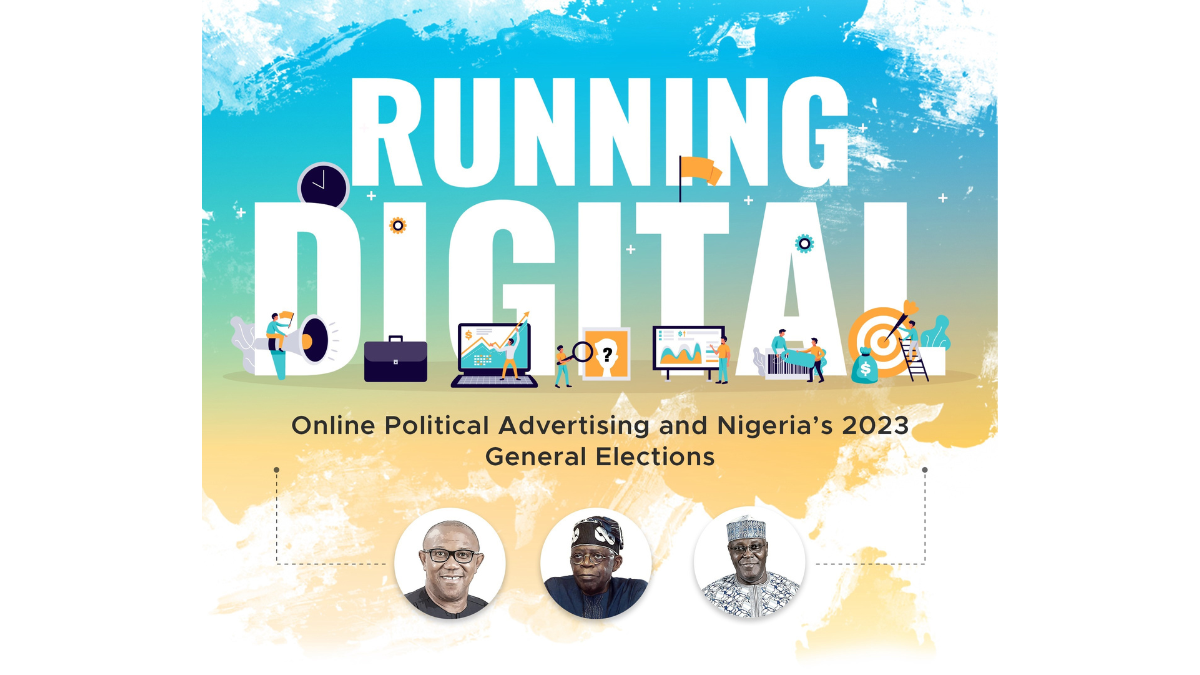 RUNNING
DIGITAL
$
?
$
Online Political Advertising and Nigeria’s 2023
General Elections